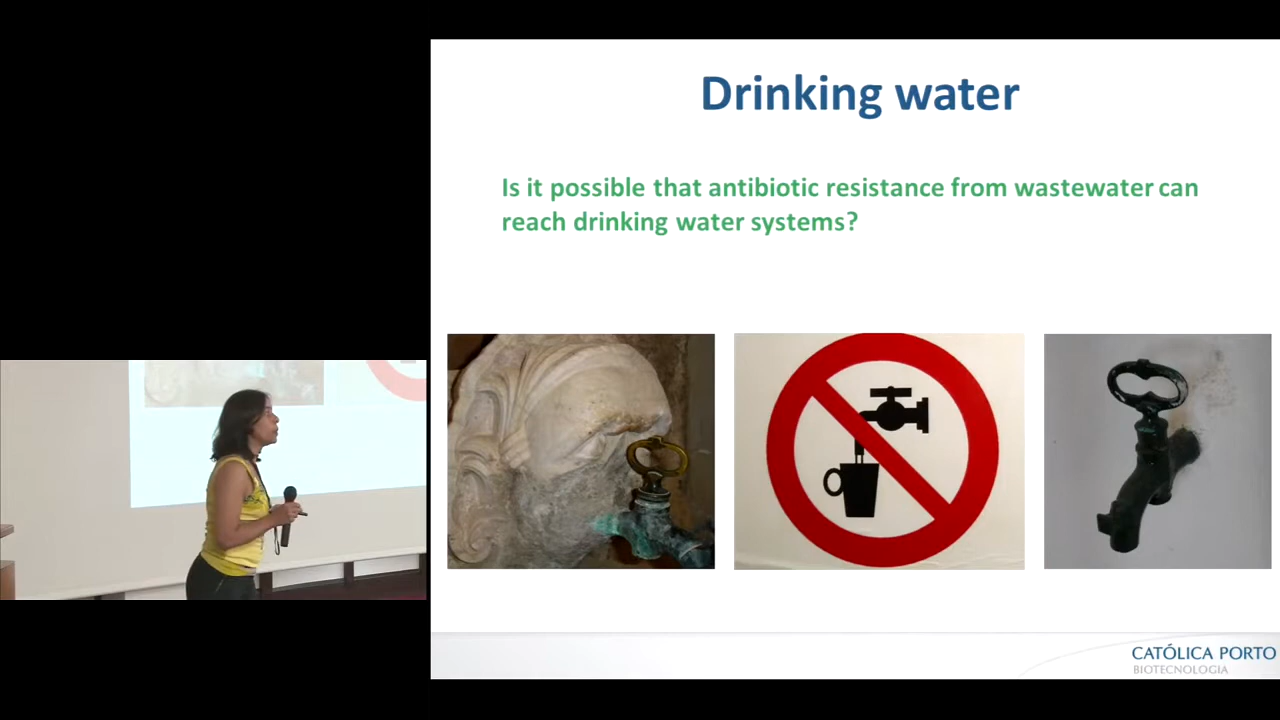 Drinking water
Is it possible that antibiotic resistance from wastewater can
reach drinking water systems?
CATÓLICA PORTO
BIOTECNOLOGIA